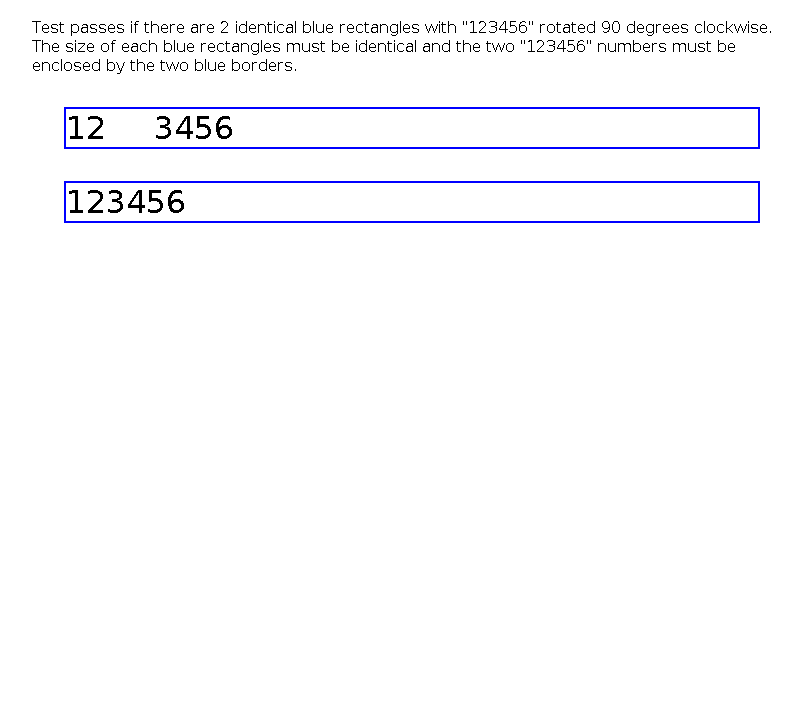 Test passes if there are 2 identical blue rectangles with "123456" rotated 90 degrees clockwise.
The size of each blue rectangles must be identical and the two "123456" numbers must be
enclosed by the two blue borders.
12 3456
123456